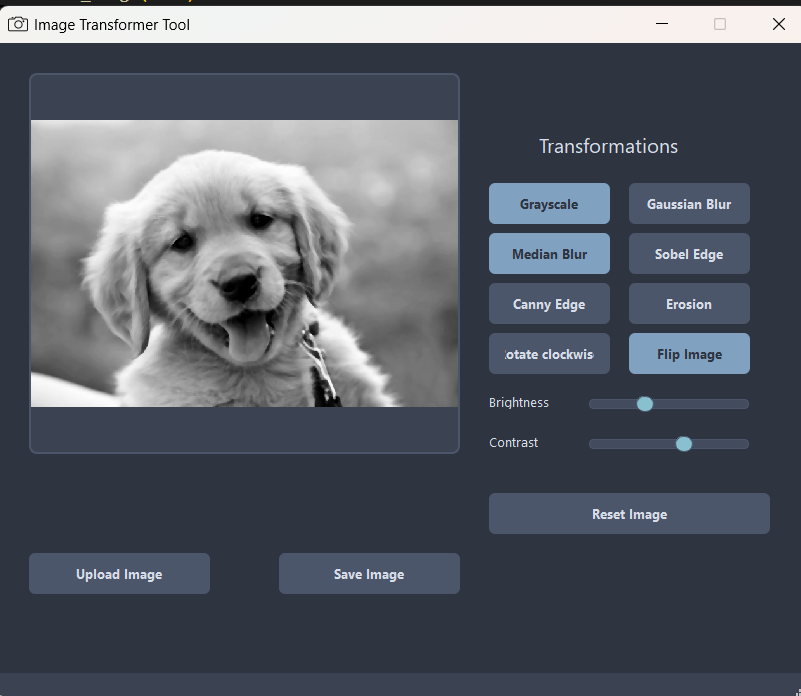 Image Transformer Tool
Transformations
Grayscale
Gaussian Blur
Median Blur
Sobel Edge
Canny Edge
Erosion
otate clockwis
Flip Image
Brightness
Contrast
Reset Image
Upload Image
Save Image